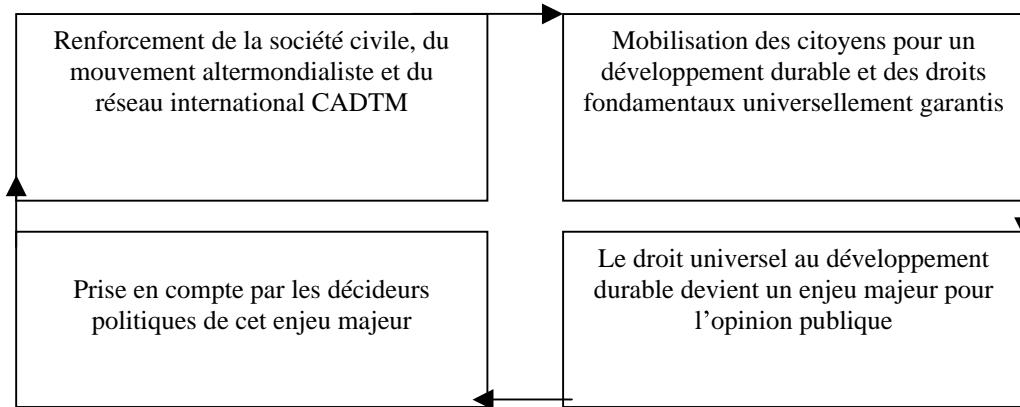 Renforcement de la société civile, du
mouvement altermondialiste et du
réseau international CADTM
Mobilisation des citoyens pour un
développement durable et des droits
fondamentaux universellement garantis
Prise en compte par les décideurs
politiques de cet enjeu majeur
Le droit universel au développement
durable devient un enjeu majeur pour
l’opinion publique